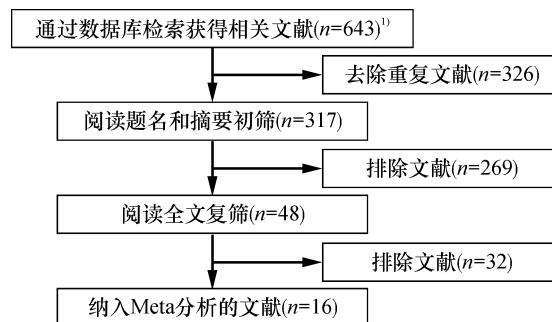 通过数据库检索获得相关文献(n=643)¹⁾
去除重复文献(n=326)
阅读题名和摘要初筛(n=317)
排除文献(n=269)
阅读全文复筛(n=48)
排除文献(n=32)
纳入Meta分析的文献(n=16)